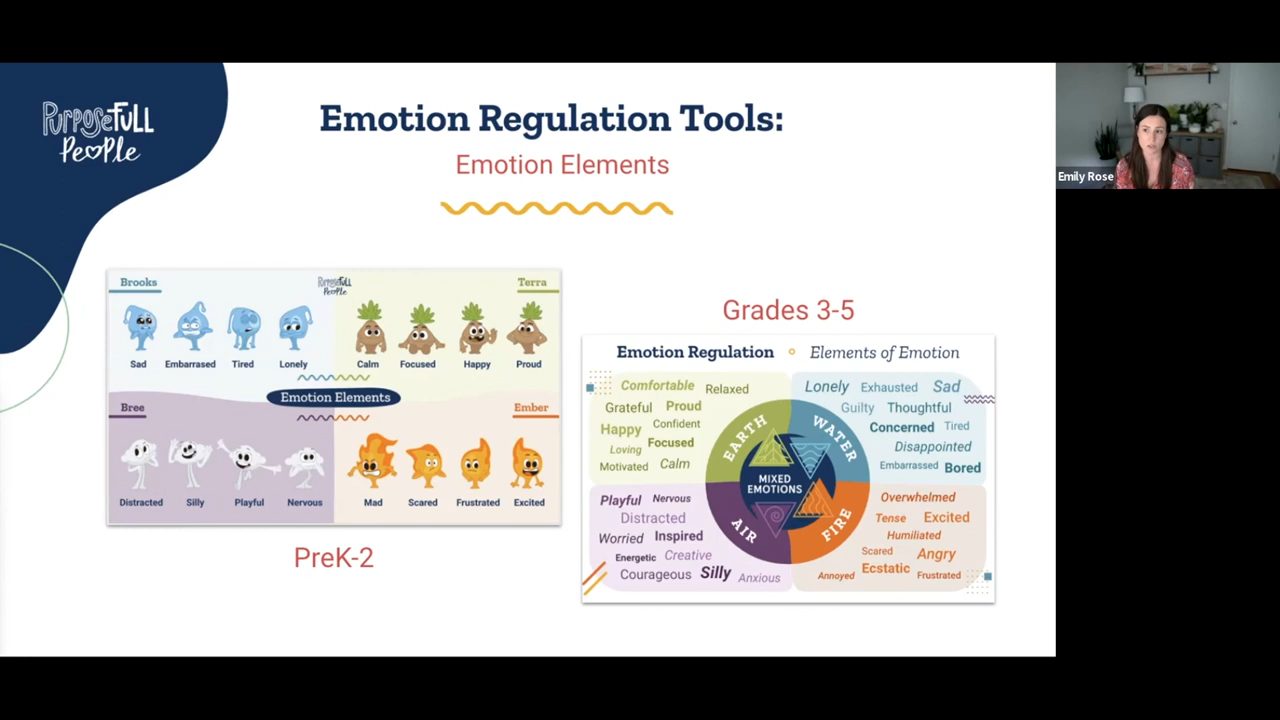 PURPOSEFULL
PEOPLE
Emotion Regulation Tools:
Emotion Elements
Emily Rose
Brooks
PURPOSEFULL
PEOPLE
Terra
Sad Embarrased Tired Lonely Calm Focused Happy Proud
Emotion Elements
Bree
Ember
Distracted Silly Playful Nervous Mad Scared Frustrated Excited
PreK-2
Grades 3-5
Emotion Regulation Elements of Emotion
Comfortable Relaxed
Grateful Proud
Happy Confident
Loving Focused
Motivated Calm
Lonely Exhausted Sad
Guilty Thoughtful
Concerned Tired
Disappointed
Embarrassed Bored
EARTH
WATER
MIXED
EMOTIONS
AIR
FIRE
Playful Nervous
Distracted
Worried Inspired
Energetic Creative
Courageous Silly Anxious
Overwhelmed
Tense Excited
Humiliated
Scared Angry
Ecstatic
Annoyed Frustrated